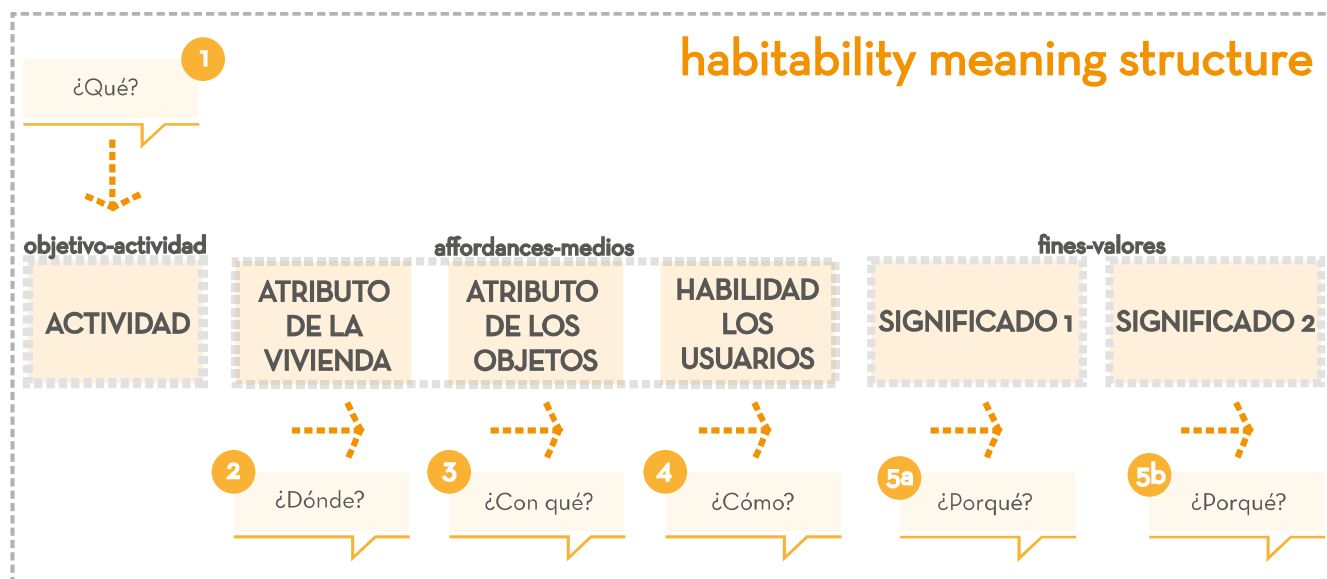 habitability meaning structure
1
¿Qué?
objetivo-actividad
affordances-medios
fines-valores
ACTIVIDAD
ATRIBUTO
DE LA
VIVIENDA
ATRIBUTO
DE LOS
OBJETOS
HABILIDAD
LOS
USUARIOS
SIGNIFICADO 1
SIGNIFICADO 2
2
¿Dónde?
3
¿Con qué?
4
¿Cómo?
5a
¿Porqué?
5b
¿Porqué?